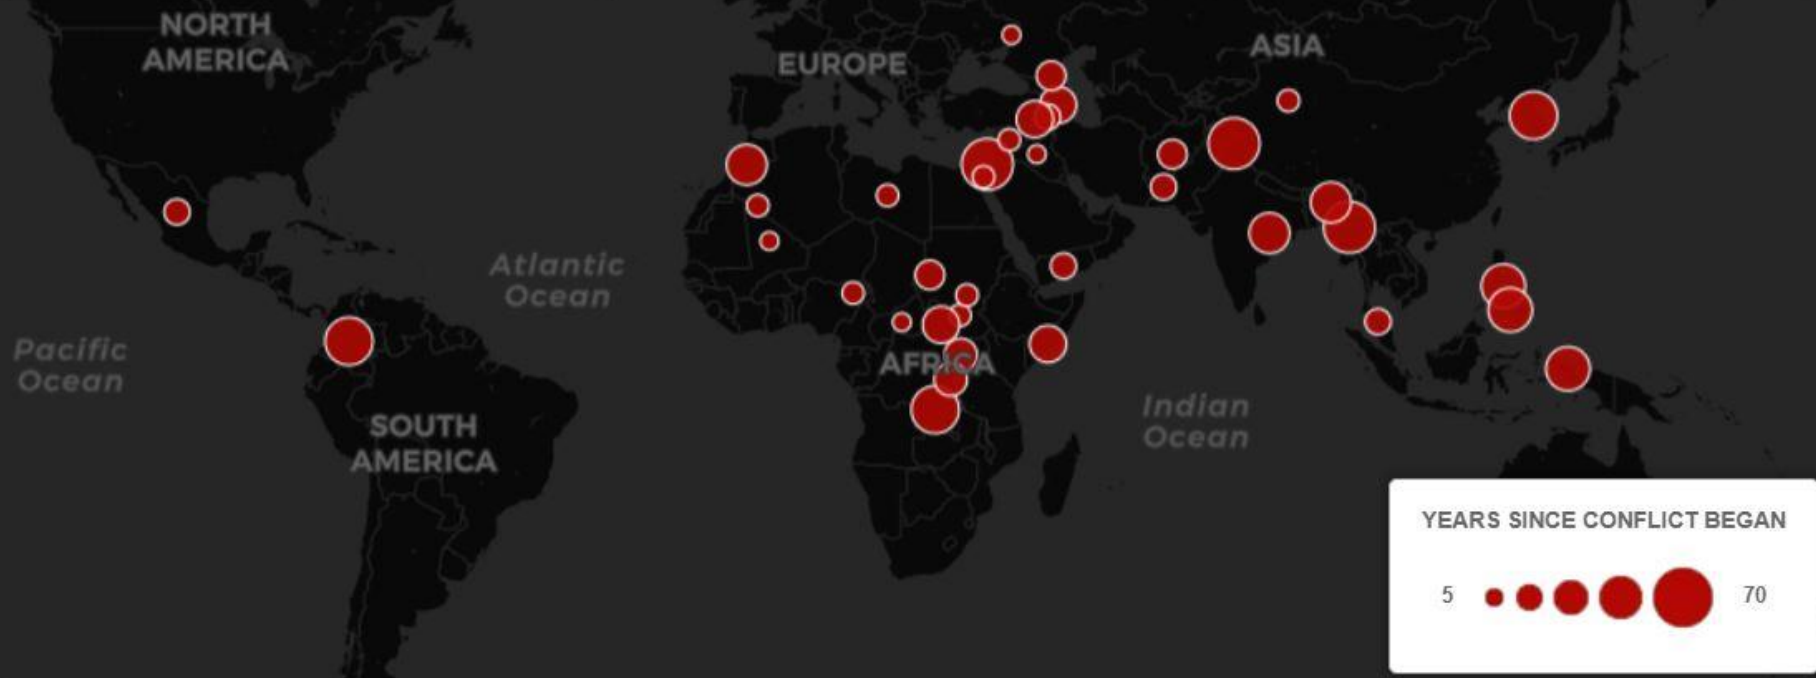 NORTH
AMERICA
EUROPE
ASIA
Atlantic
Ocean
Pacific
Ocean
AFRICA
SOUTH
AMERICA
Indian
Ocean
YEARS SINCE CONFLICT BEGAN
5 70